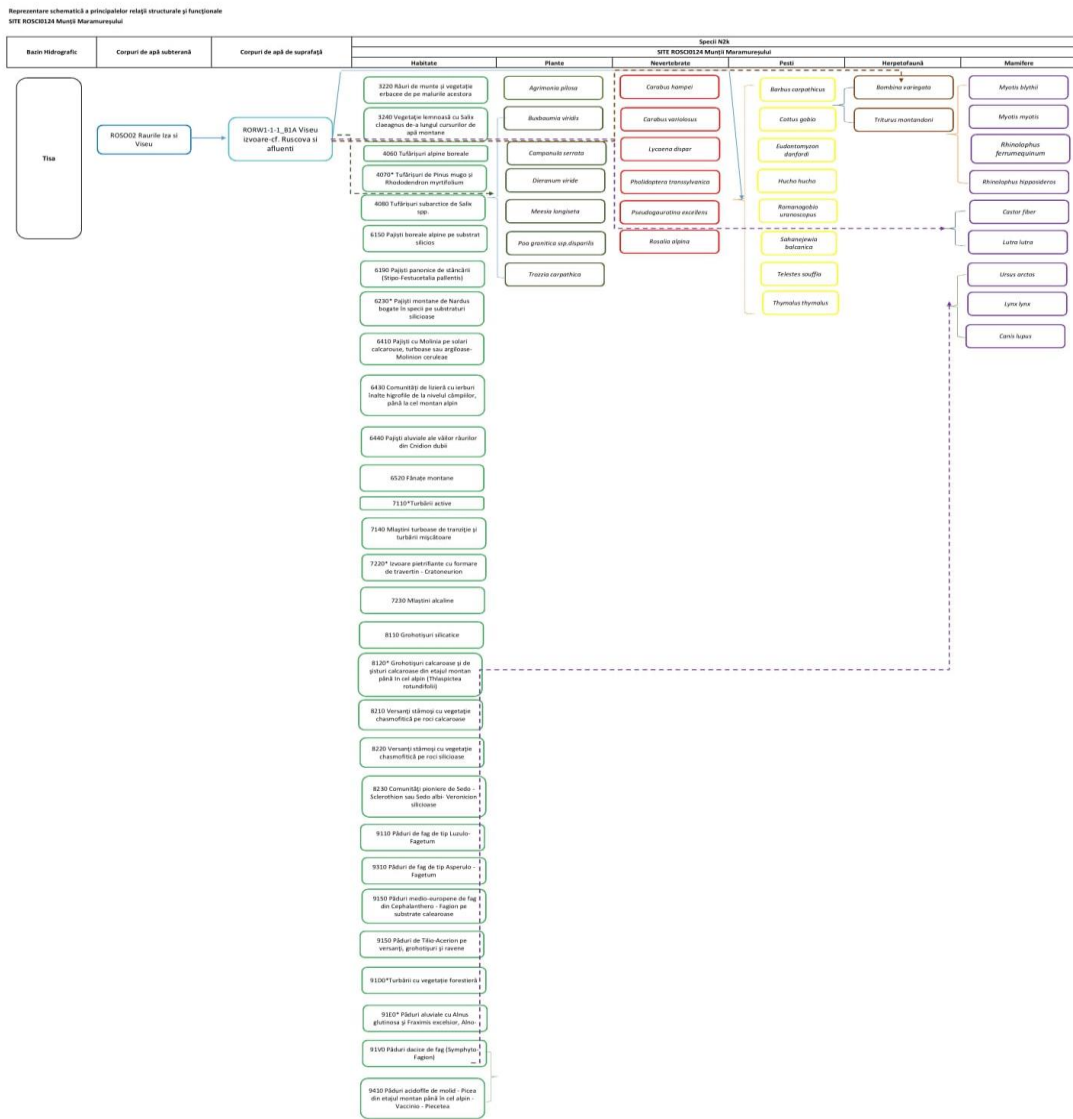 Reprezentare schematică a principalelor relații structurale și funcționale
SITE ROSCI0124 Munții Maramureșului
Bazin Hidrografic
Corpuri de apă subterană
Corpuri de apă de suprafață
Specii N2k
SITE ROSCI0124 Munții Maramureșului
Habitate
Plante
Nevertebrate
Pesti
Herpetofaună
Mamifere
Tisa
ROSO02 Raurile Iza si
Viseu
RORW1-1-1_B1A Viseu
izvoare-cf. Ruscova si
afluenti
3220 Râuri de munte și vegetație
erbacee de pe malurile acestora
3240 Vegetație lemnoasă cu Salix
elaeagnus de-a lungul cursurilor de
apă montane
4060 Tufărișuri alpine boreale
4070* Tufărișuri de Pinus mugo și
Rhododendron myrtifolium
4080 Tufărișuri subarctice de Salix
spp.
6150 Pajiști boreale alpine pe substrat
silicios
6190 Pajiști panonice de stâncării
(Stipo-Festucetalia pallentis)
6230* Pajiști montane de Nardus
bogate în specii pe substraturi
silicioase
6410 Pajiști cu Molinia pe solari
calcarouse, turboase sau argiloase-
Molinion ceruleae
6430 Comunități de lizieră cu ierburi
înalte higrofile de la nivelul câmpiilor,
până la cel montan alpin
6440 Pajiști aluviale ale văilor râurilor
din Cnidion dubii
6520 Fânațe montane
7110*Turbării active
7140 Mlaștini turboase de tranziție și
turbării mișcătoare
7220* Izvoare pietrifiante cu formare
de travertin - Cratoneurion
7230 Mlaștini alcaline
8110 Grohotișuri silicatice
8120* Grohotișuri calcaroase și de
șisturi calcaroase din etajul montan
până în cel alpin (Thlaspictea
rotundifolii)
8210 Versanți stâmoși cu vegetație
chasmofitică pe roci calcaroase
8220 Versanți stâmoși cu vegetație
chasmofitică pe roci silicioase
8230 Comunități pioniere de Sedo -
Sclerothion sau Sedo albi- Veronicion
silicioase
9110 Păduri de fag de tip Luzulo-
Fagetum
9310 Păduri de fag de tip Asperulo -
Fagetum
9150 Păduri medio-europene de fag
din Cephalanthero - Fagion pe
substrate calearoase
9150 Păduri de Tilio-Acerion pe
versanți, grohotișuri și ravene
91D0*Turbării cu vegetație forestieră
91E0* Păduri aluviale cu Alnus
glutinosa și Fraximis excelsior, Alno-
91V0 Păduri dacice de fag (Symphyto-
Fagion)
9410 Păduri acidofile de molid - Picea
din etajul montan până în cel alpin -
Vaccinio - Piecetea
Agrimonia pilosa
Buxbaumia viridis
Campanula serrata
Dieranum viride
Meesia longiseta
Poa granitica ssp.disparilis
Trozzia carpathica
Carabus hampei
Carabus variolosus
Lycaena disper
Pholidoptera transsylvanica
Pseudogaurotina excellens
Rosalia alpina
Barbus carpathicus
Cottus gobio
Eudontomyzon
danfordi
Hucho hucho
Romanogobio
uranoscopus
Sabanejewia
balcanica
Telestes souffia
Thymalus thymalus
Bombina variegata
Triturus montandoni
Myotis blythii
Myotis myotis
Rhinolophus
ferrumequinum
Rhinolophus hipposideros
Castor fiber
Lutra lutra
Ursus arctos
Lynx lynx
Canis lupus